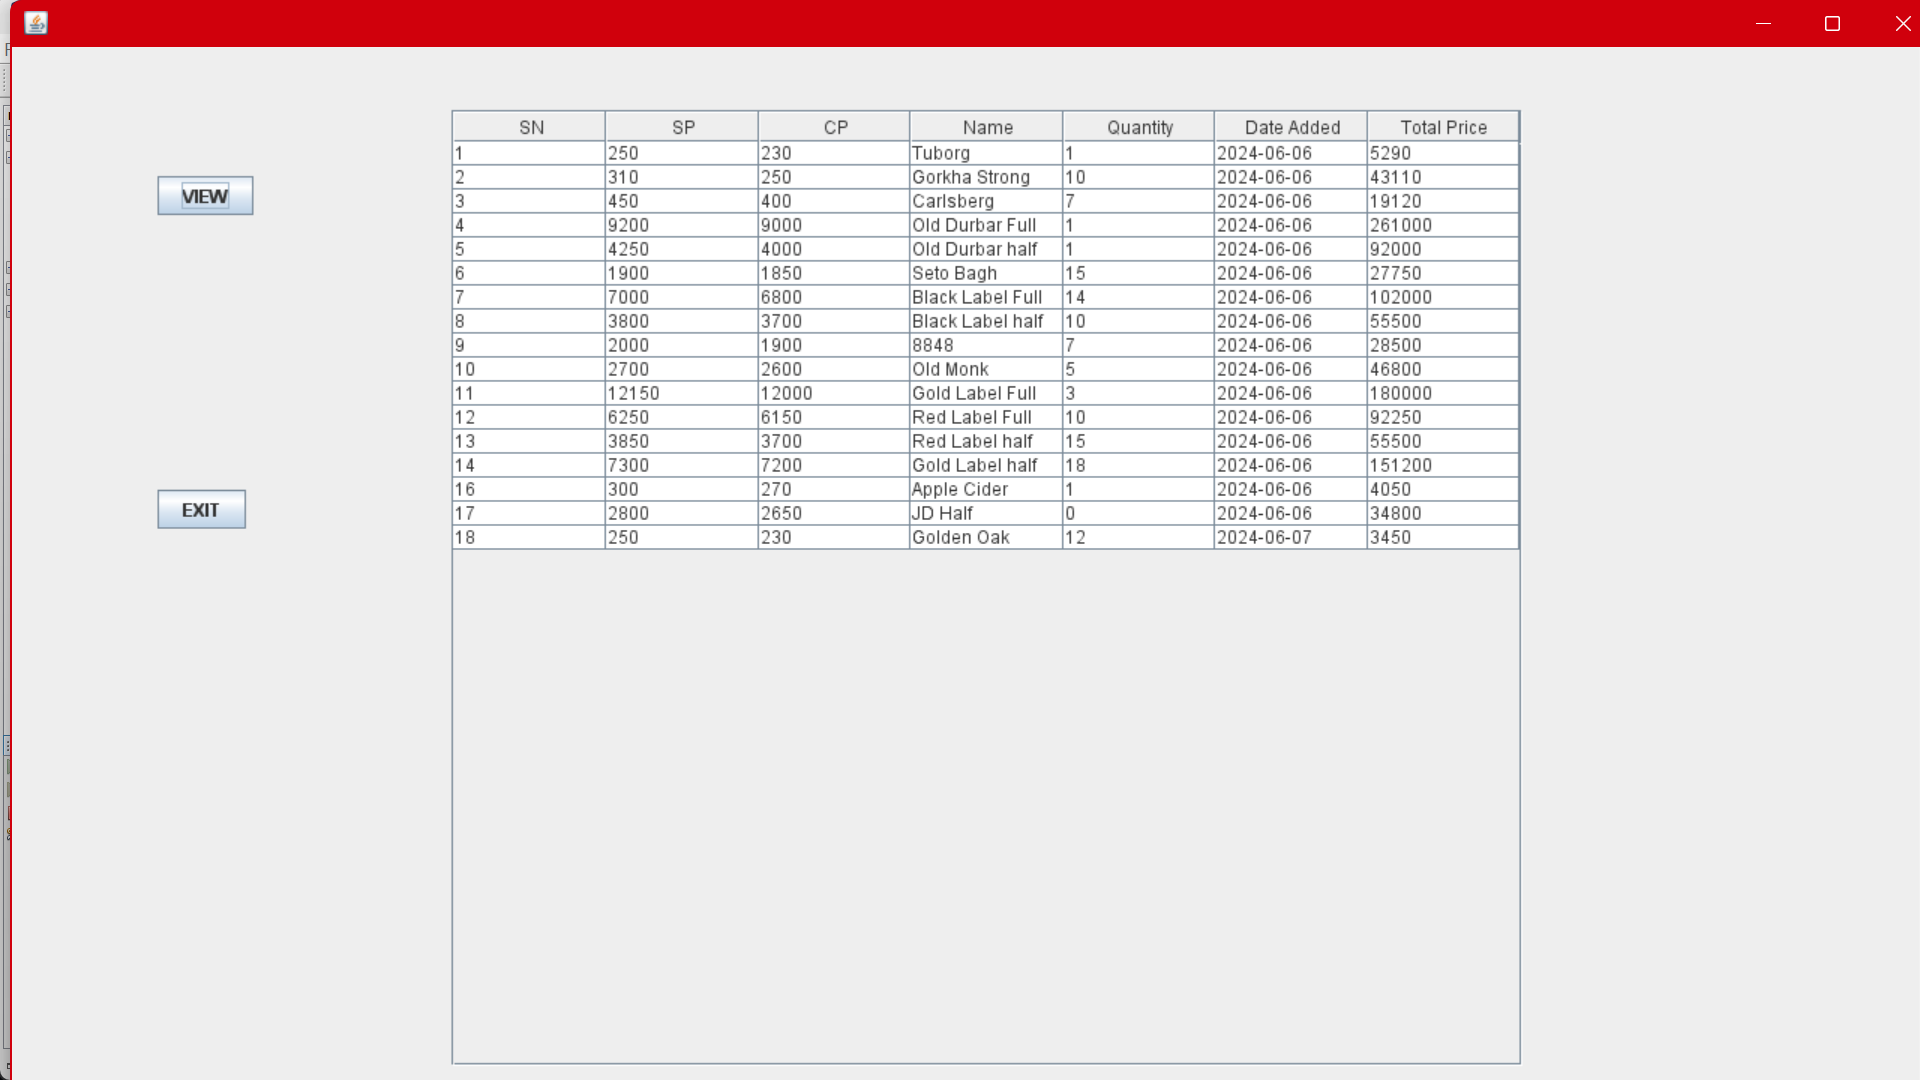 SN SP CP Name Quantity Date Added Total Price
1 250 230 Tuborg 1 2024-06-06 5290
2 310 250 Gorkha Strong 10 2024-06-06 43110
VIEW
3 450 400 Carlsberg 7 2024-06-06 19120
4 9200 9000 Old Durbar Full 1 2024-06-06 261000
5 4250 4000 Old Durbar half 1 2024-06-06 92000
6 1900 1850 Seto Bagh 15 2024-06-06 27750
7 7000 6800 Black Label Full 14 2024-06-06 102000
8 3800 3700 Black Label half 10 2024-06-06 55500
9 2000 1900 8848 7 2024-06-06 28500
10 2700 2600 Old Monk 5 2024-06-06 46800
11 12150 12000 Gold Label Full 3 2024-06-06 180000
12 6250 6150 Red Label Full 10 2024-06-06 92250
13 3850 3700 Red Label half 15 2024-06-06 55500
14 7300 7200 Gold Label half 18 2024-06-06 151200
16 300 270 Apple Cider 1 2024-06-06 4050
EXIT
17 2800 2650 JD Half 0 2024-06-06 34800
18 250 230 Golden Oak 12 2024-06-07 3450